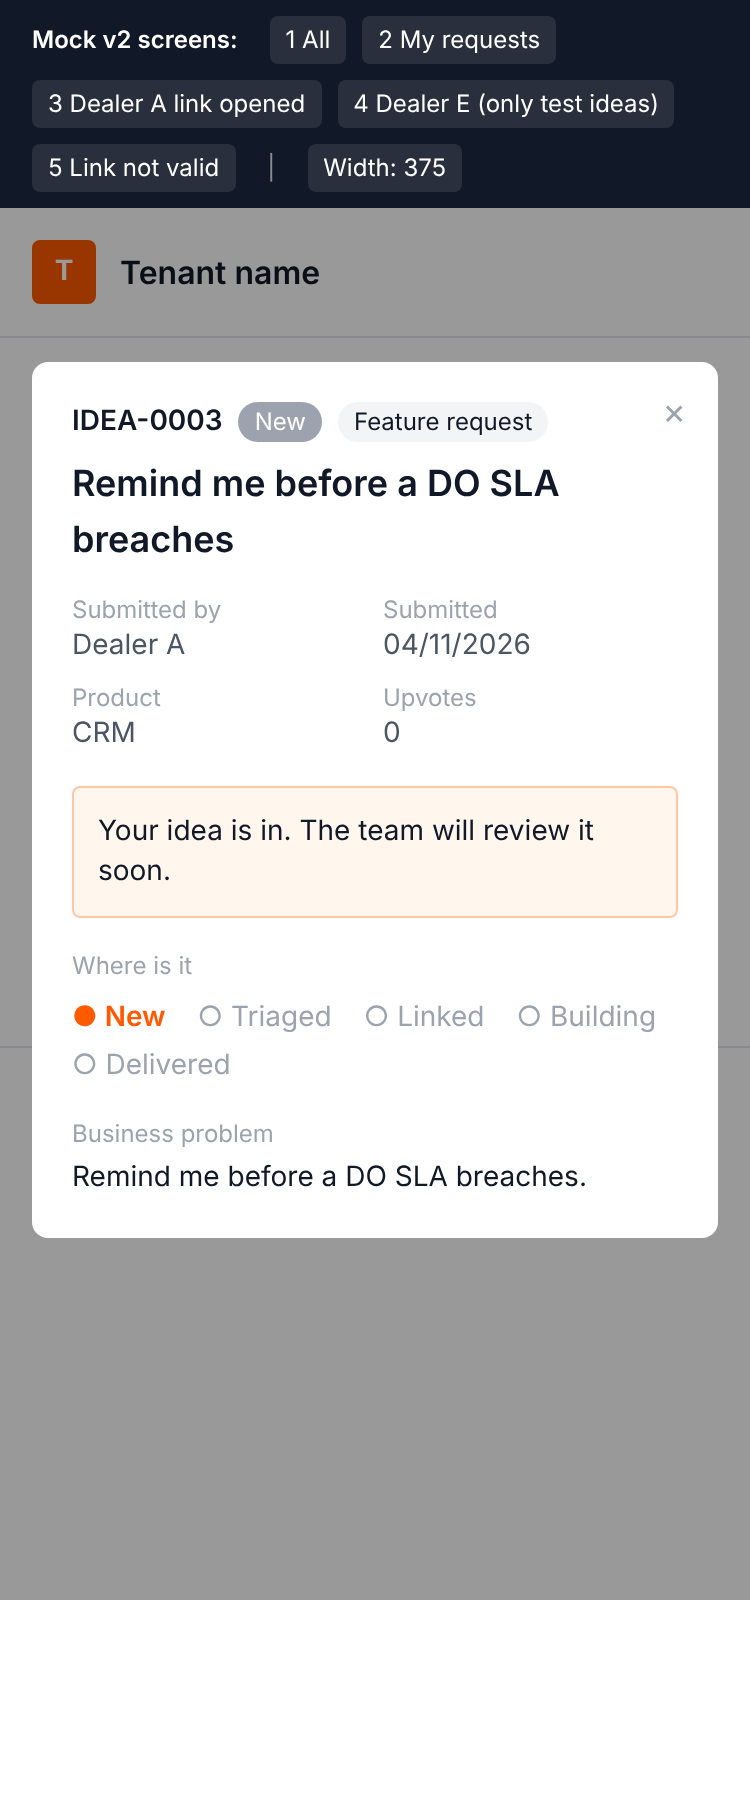 Mock v2 screens: 1 All 2 My requests
3 Dealer A link opened 4 Dealer E (only test ideas)
5 Link not valid | Width: 375
T Tenant name
IDEA-0003 New Feature request ×
Remind me before a DO SLA
breaches
Submitted by Submitted
Dealer A 04/11/2026
Product Upvotes
CRM 0
Your idea is in. The team will review it
soon.
Where is it
New Triaged Linked Building
Delivered
Business problem
Remind me before a DO SLA breaches.